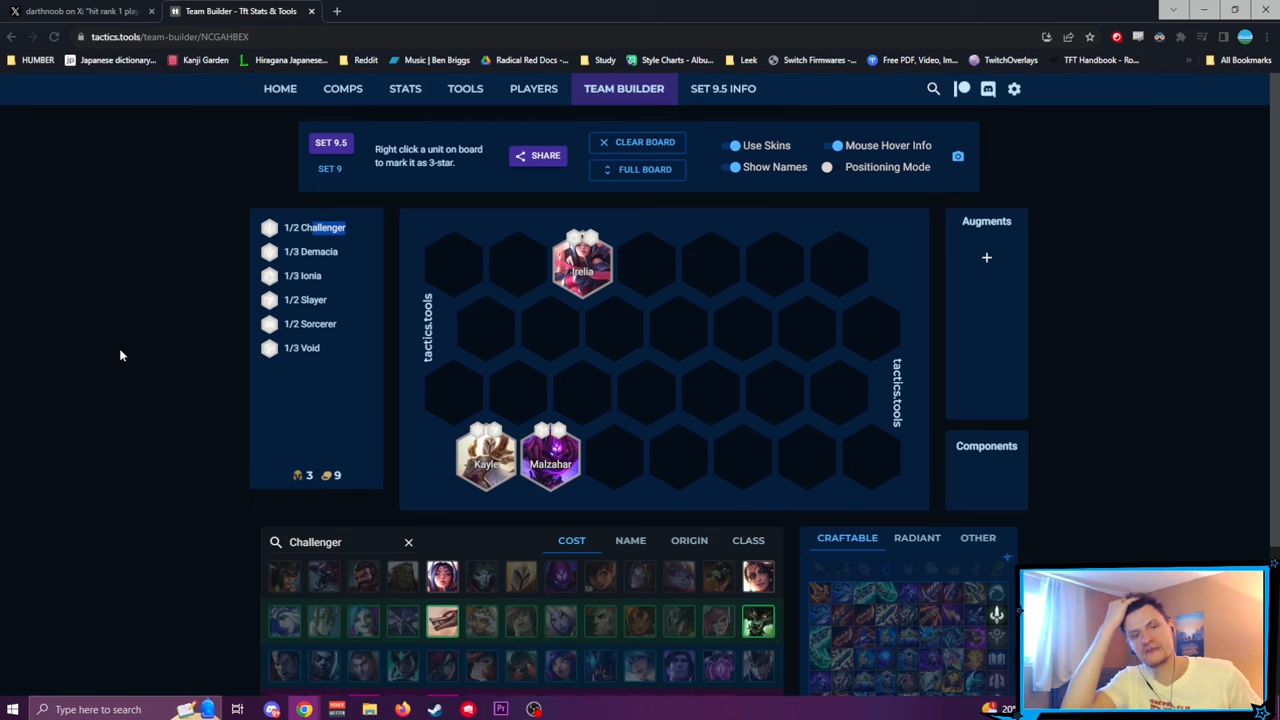 darthnoob on X: "hit rank 1 play
Team Builder - Tft Stats & Tools
tactics.tools/team-builder/NCGAHBEX
HUMBER
Japanese dictionary...
Kanji Garden
Hiragana Japanese...
Reddit
Music | Ben Briggs
Radical Red Docs -...
Study
Style Charts - Albu...
Leek
Switch Firmwares -...
Free PDF, Video, Im...
TwitchOverlays
TFT Handbook - Ro...
All Bookmarks
HOME
COMPS
STATS
TOOLS
PLAYERS
TEAM BUILDER
SET 9.5 INFO
SET 9.5
SET 9
Right click a unit on board
to mark it as 3-star.
SHARE
CLEAR BOARD
FULL BOARD
Use Skins
Show Names
Mouse Hover Info
Positioning Mode
1/2 Challenger
1/3 Demacia
1/3 Ionia
1/2 Slayer
1/2 Sorcerer
1/3 Void
3 9
tactics.tools
Irelia
Kayle
Malzahar
tactics.tools
Augments
+
Components
Challenger
COST
NAME
ORIGIN
CLASS
CRAFTABLE
RADIANT
OTHER
Type here to search
20°